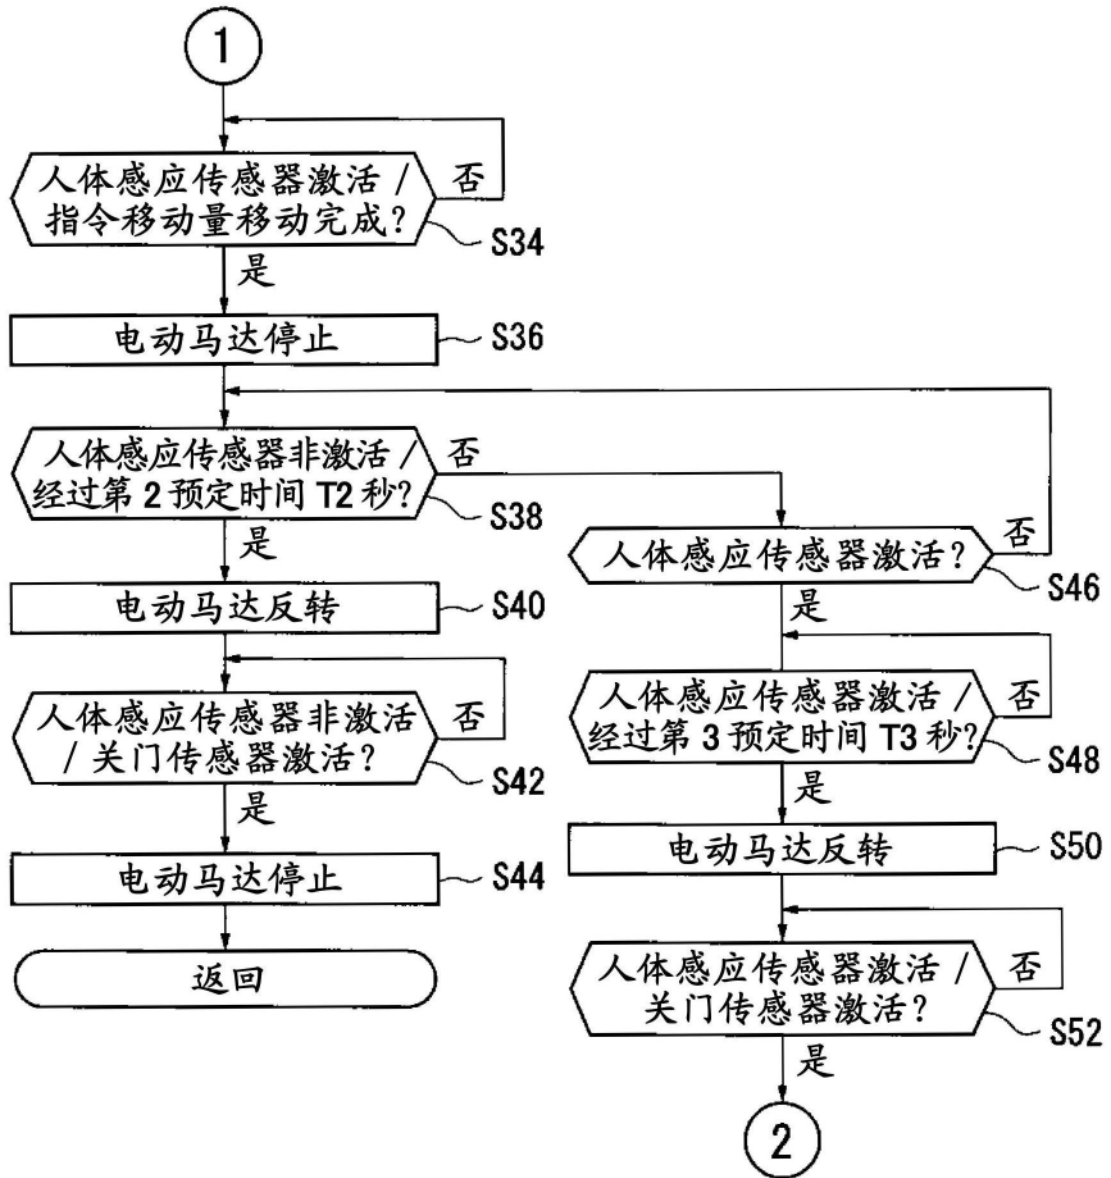 1
人体感应传感器激活 /
指令移动量移动完成?
否
S34
是
电动马达停止
S36
人体感应传感器非激活 /
经过第 2 预定时间 T2 秒?
否
S38
是
电动马达反转
S40
人体感应传感器非激活
/ 关门传感器激活?
否
S42
是
电动马达停止
S44
返回
人体感应传感器激活?
否
S46
是
人体感应传感器激活 /
经过第 3 预定时间 T3 秒?
否
S48
是
电动马达反转
S50
人体感应传感器激活 /
关门传感器激活?
否
S52
是
2